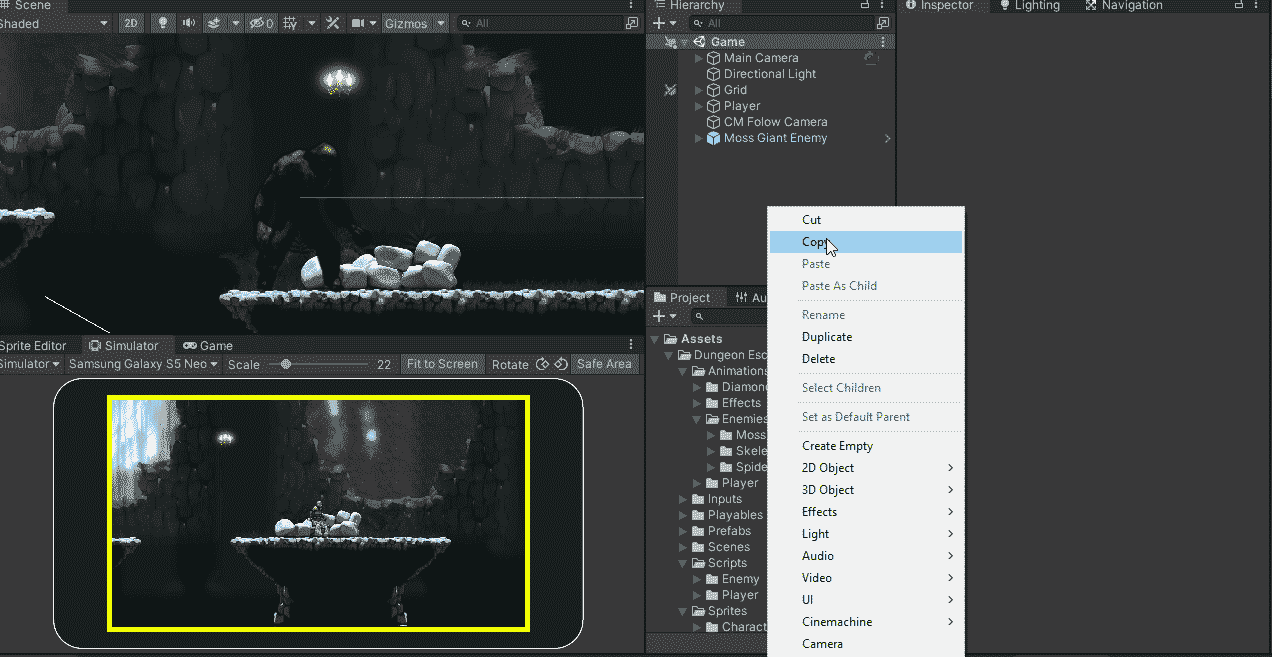 Scene
Hierarchy
Inspector
Lighting
Navigation
Shaded
2D
0
Gizmos
All
All
Game
Main Camera
Directional Light
Grid
Player
CM Folow Camera
Moss Giant Enemy
Cut
Copy
Paste
Paste As Child
Rename
Duplicate
Delete
Select Children
Set as Default Parent
Create Empty
2D Object
3D Object
Effects
Light
Audio
Video
UI
Cinemachine
Camera
Project
Au
Assets
Dungeon Esc
Animations
Diamon
Effects
Enemies
Moss
Skele
Spide
Player
Inputs
Playables
Prefabs
Scenes
Scripts
Enemy
Player
Sprites
Charact
Sprite Editor
Simulator
Game
Simulator
Samsung Galaxy S5 Neo
Scale
22
Fit to Screen
Rotate
Safe Area